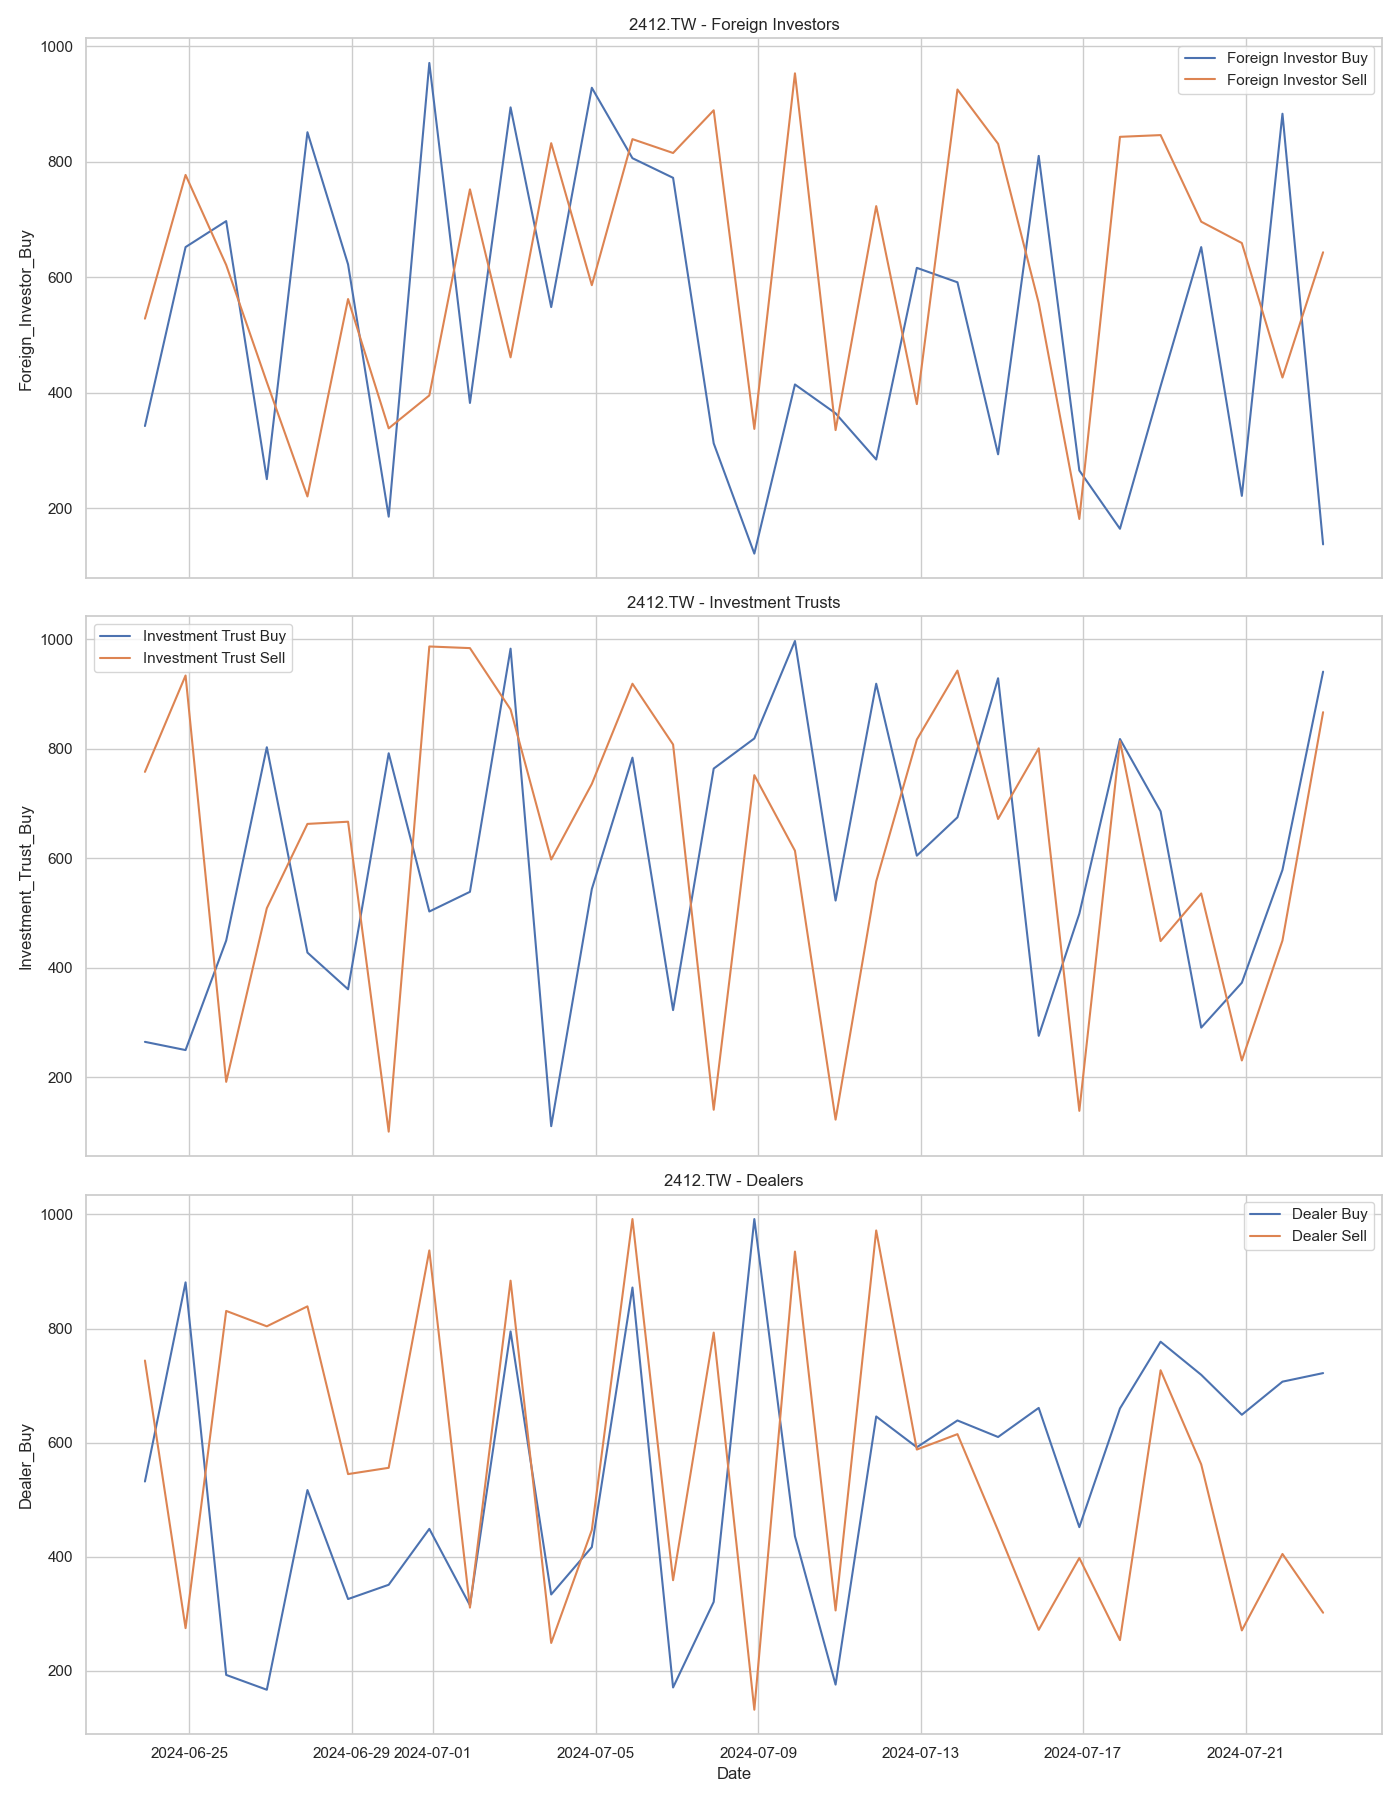 2412.TW - Foreign Investors
1000
800
600
400
200
Foreign_Investor_Buy
Foreign Investor Buy
Foreign Investor Sell
2412.TW - Investment Trusts
1000
800
600
400
200
Investment_Trust_Buy
Investment Trust Buy
Investment Trust Sell
2412.TW - Dealers
1000
800
600
400
200
Dealer_Buy
Dealer Buy
Dealer Sell
2024-06-25 2024-06-29 2024-07-01 2024-07-05 2024-07-09 2024-07-13 2024-07-17 2024-07-21
Date